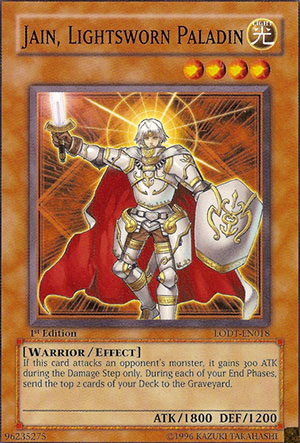 JAIN, LIGHTSWORN PALADIN
LIGHT
光
1st Edition
LODT-EN018
[WARRIOR / EFFECT]
If this card attacks an opponent's monster, it gains 300 ATK
during the Damage Step only. During each of your End Phases,
send the top 2 cards of your Deck to the Graveyard.
ATK/1800 DEF/1200
96235275
©1996 KAZUKI TAKAHASHI